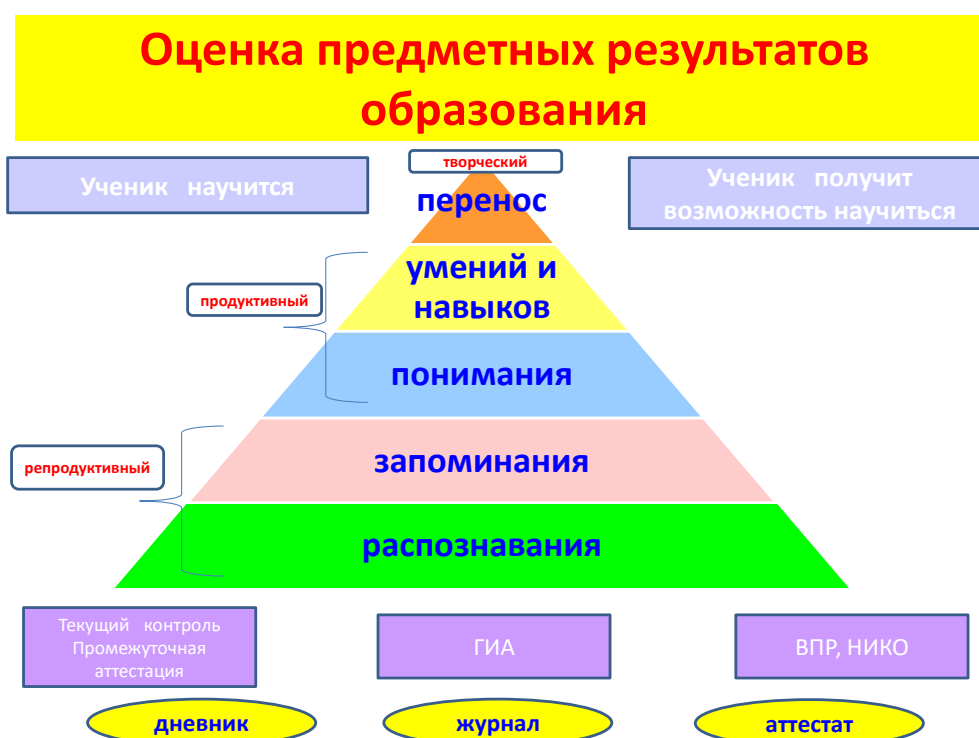 Оценка предметных результатов
образования
творческий
Ученик научится
Ученик получит
возможность научиться
перенос
умений и
навыков
продуктивный
понимания
запоминания
репродуктивный
распознавания
Текущий контроль
Промежуточная
аттестация
ГИА
ВПР, НИКО
дневник
журнал
аттестат